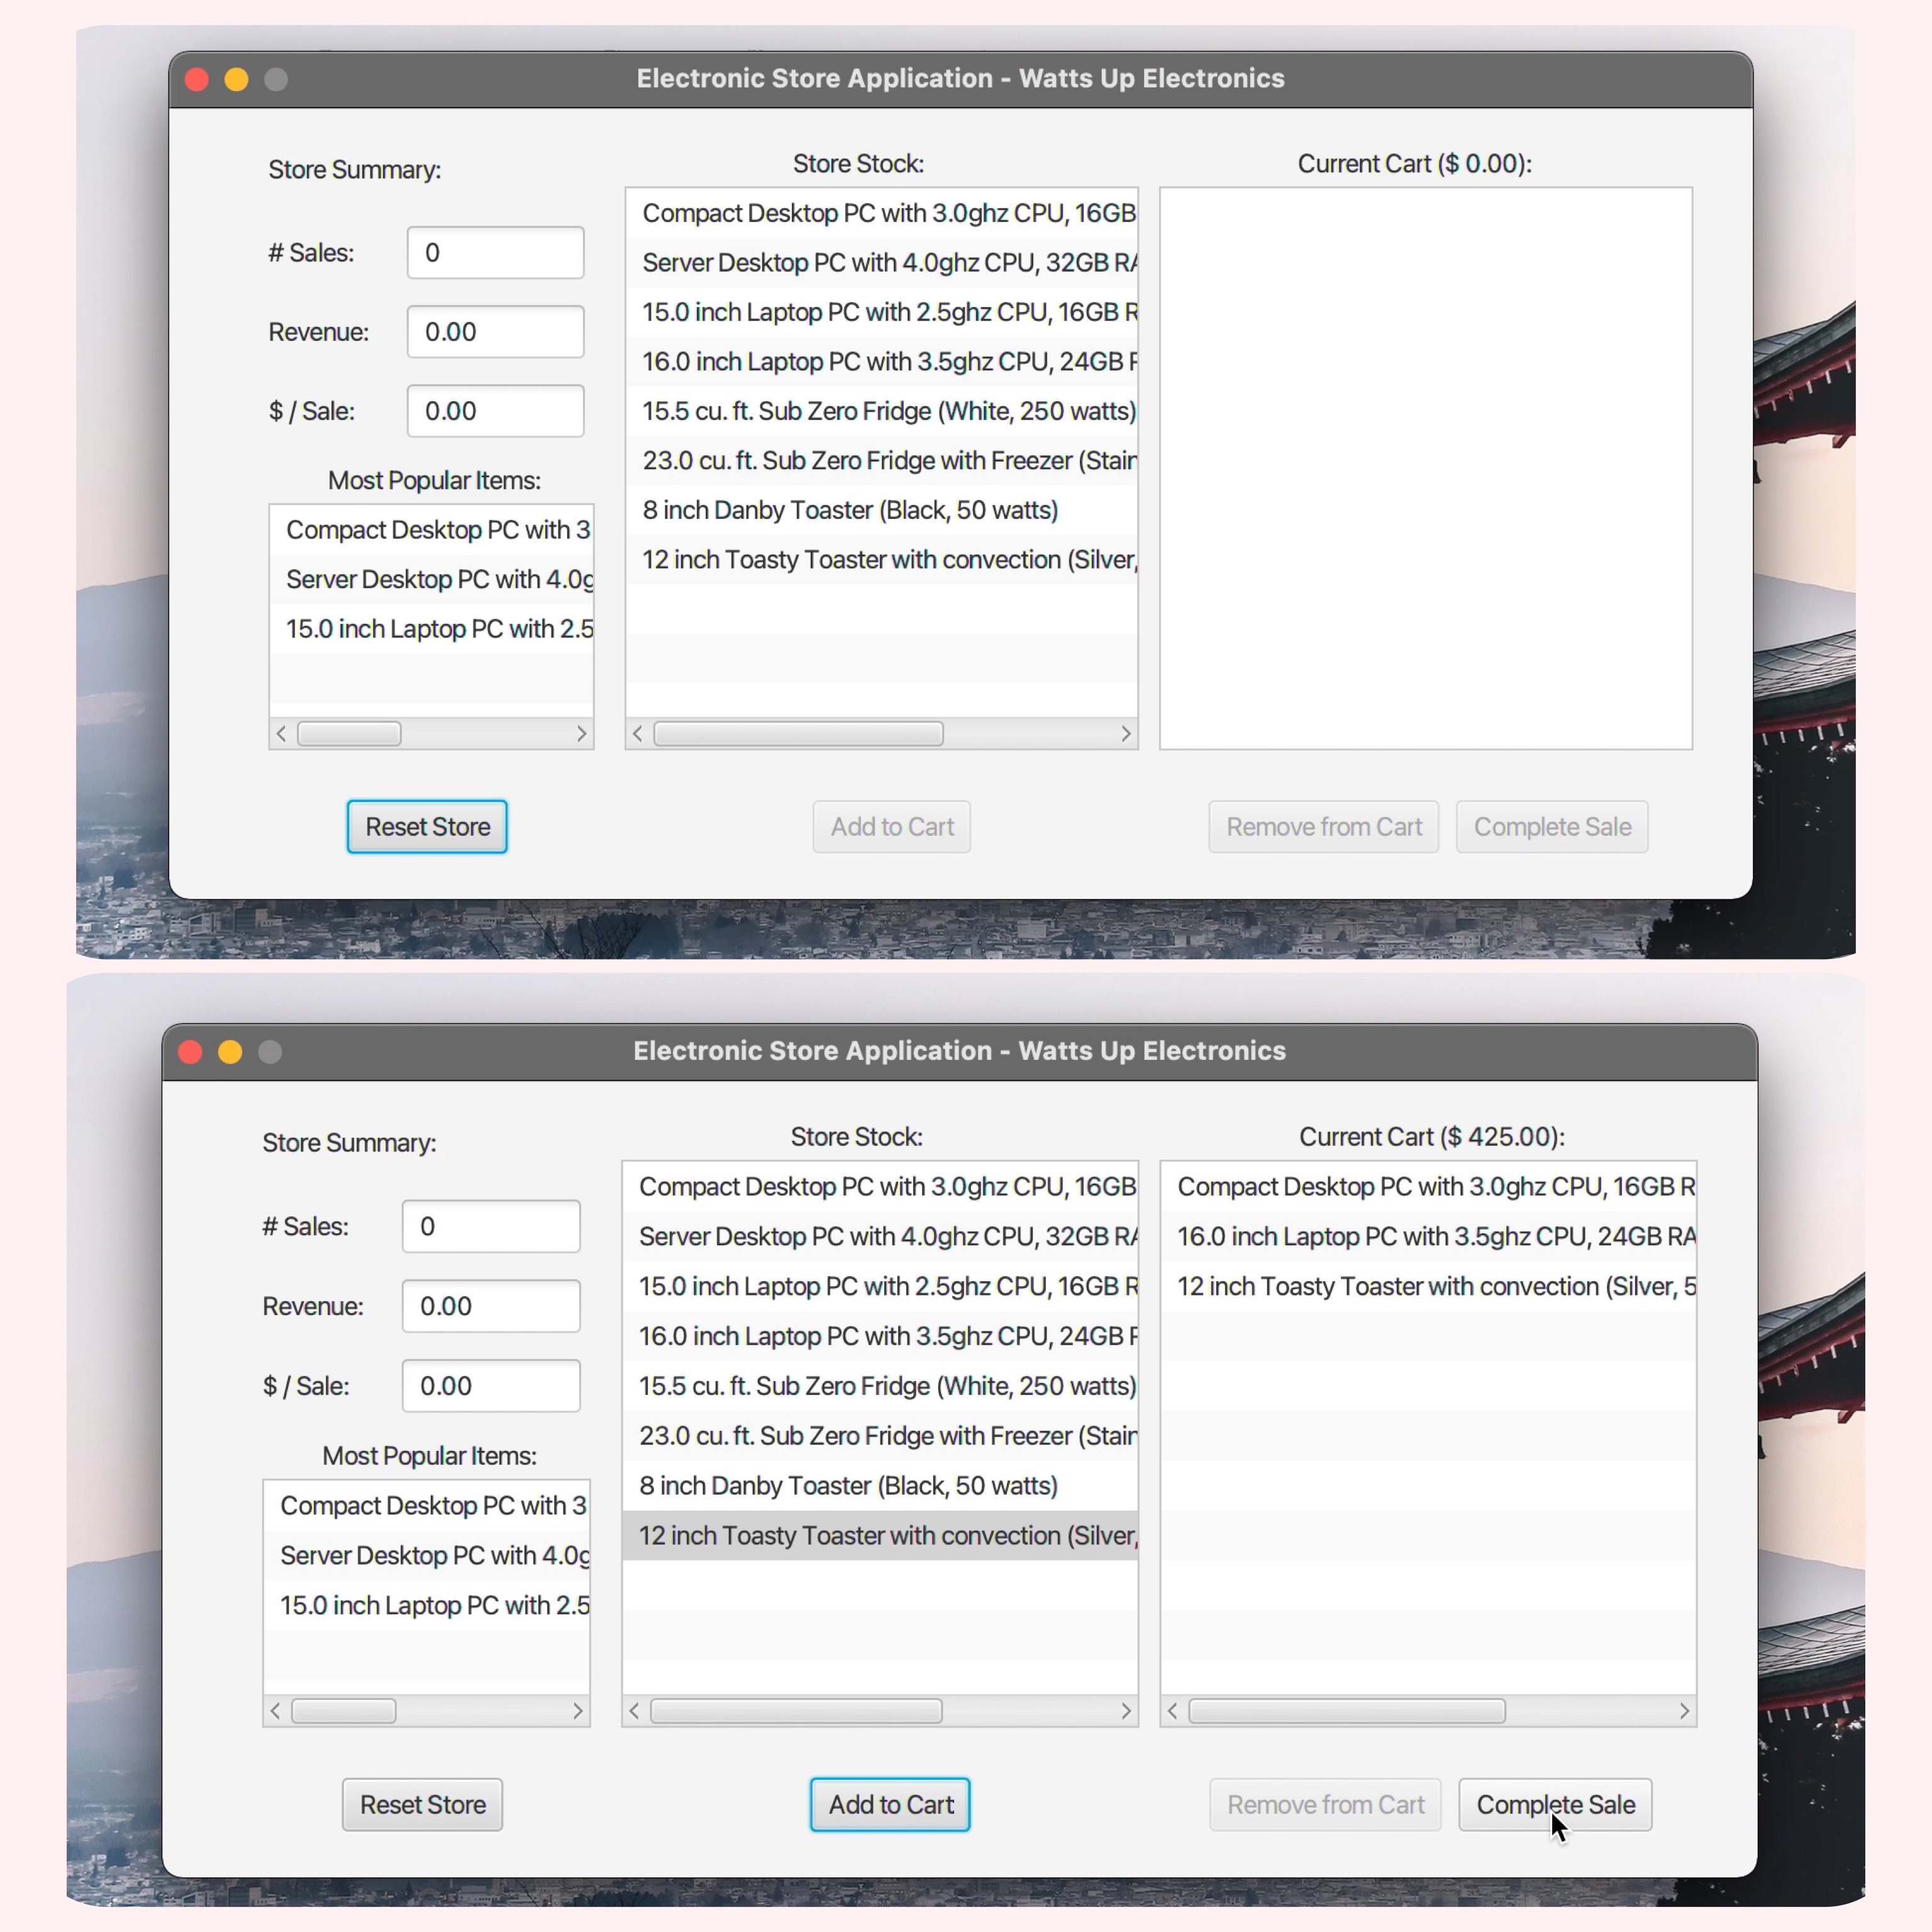 Electronic Store Application - Watts Up Electronics
Store Summary:
# Sales:
0
Revenue:
0.00
$ / Sale:
0.00
Most Popular Items:
Compact Desktop PC with 3
Server Desktop PC with 4.0g
15.0 inch Laptop PC with 2.5
Reset Store
Store Stock:
Compact Desktop PC with 3.0ghz CPU, 16GB
Server Desktop PC with 4.0ghz CPU, 32GB RA
15.0 inch Laptop PC with 2.5ghz CPU, 16GB R
16.0 inch Laptop PC with 3.5ghz CPU, 24GB R
15.5 cu. ft. Sub Zero Fridge (White, 250 watts)
23.0 cu. ft. Sub Zero Fridge with Freezer (Stain
8 inch Danby Toaster (Black, 50 watts)
12 inch Toasty Toaster with convection (Silver,
Add to Cart
Current Cart ($ 0.00):
Remove from Cart
Complete Sale
Electronic Store Application - Watts Up Electronics
Store Summary:
# Sales:
0
Revenue:
0.00
$ / Sale:
0.00
Most Popular Items:
Compact Desktop PC with 3
Server Desktop PC with 4.0g
15.0 inch Laptop PC with 2.5
Reset Store
Store Stock:
Compact Desktop PC with 3.0ghz CPU, 16GB
Server Desktop PC with 4.0ghz CPU, 32GB RA
15.0 inch Laptop PC with 2.5ghz CPU, 16GB R
16.0 inch Laptop PC with 3.5ghz CPU, 24GB R
15.5 cu. ft. Sub Zero Fridge (White, 250 watts)
23.0 cu. ft. Sub Zero Fridge with Freezer (Stain
8 inch Danby Toaster (Black, 50 watts)
12 inch Toasty Toaster with convection (Silver,
Add to Cart
Current Cart ($ 425.00):
Compact Desktop PC with 3.0ghz CPU, 16GB R
16.0 inch Laptop PC with 3.5ghz CPU, 24GB RA
12 inch Toasty Toaster with convection (Silver, 5
Remove from Cart
Complete Sale